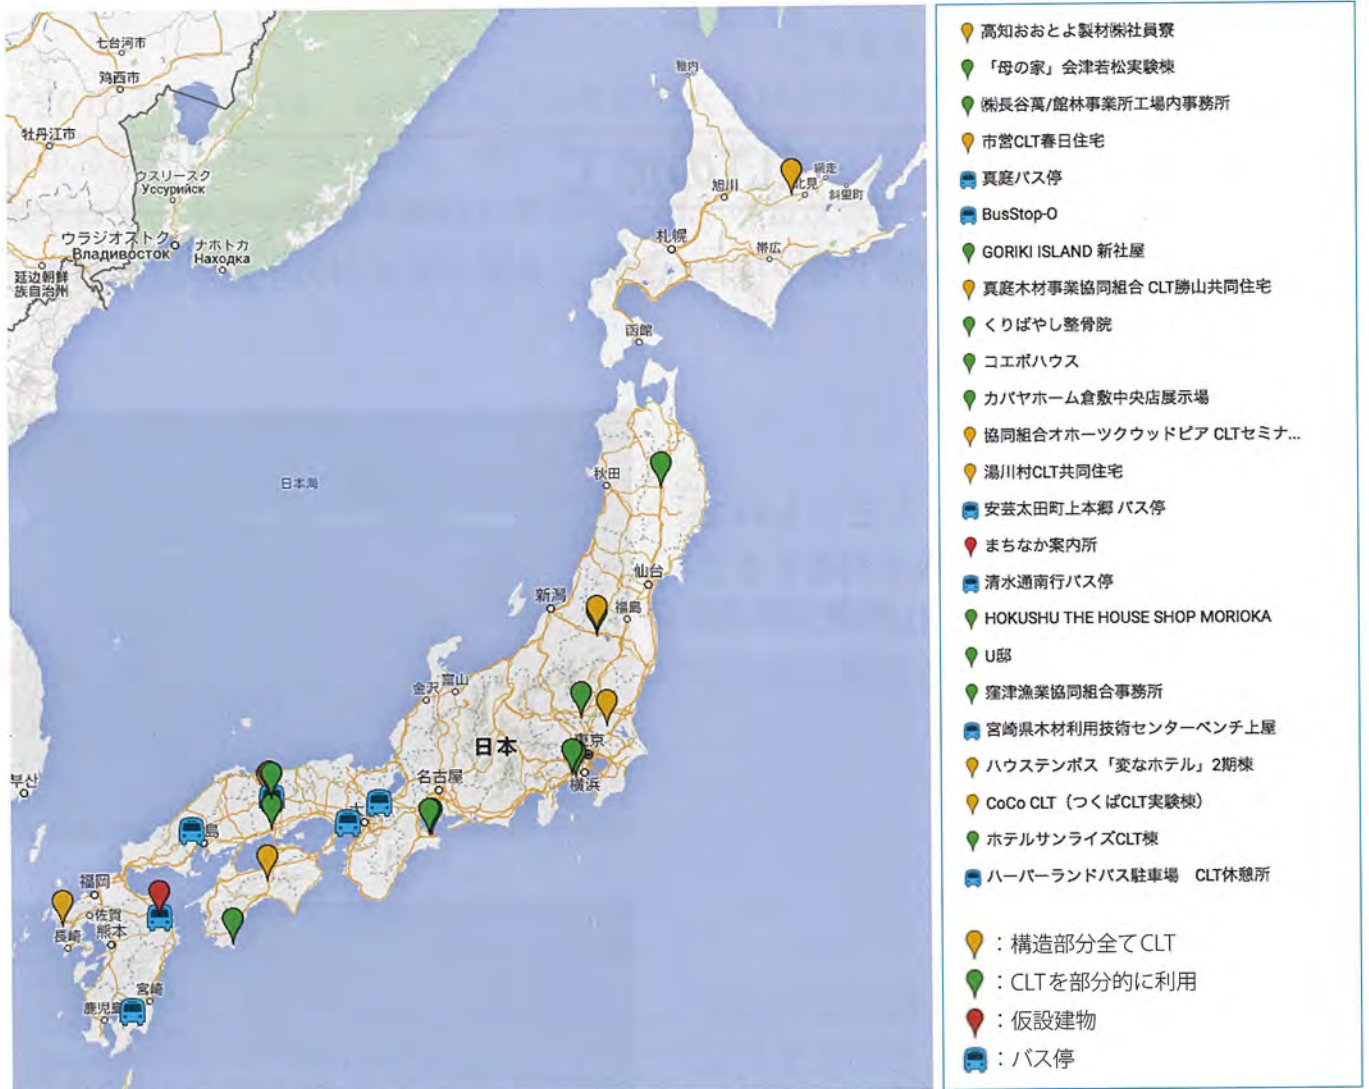 七台河市
鸡西市
牡丹江市
ウスリースク
Уссурийск
ウラジオストク
Владивосток
ナホトカ
Находка
延边朝鲜
族自治州
부산
日本海
稚内
網走
北見
斜里町
旭川
札幌
帯広
函館
秋田
仙台
新潟
福島
富山
金沢
日本
東京
横浜
名古屋
大
島
福岡
佐賀
長崎
熊本
宮崎
鹿児島
高知おおとよ製材㈱社員寮
「母の家」会津若松実験棟
㈱長谷萬/館林事業所工場内事務所
市営CLT春日住宅
真庭バス停
BusStop-O
GORIKI ISLAND 新社屋
真庭木材事業協同組合 CLT勝山共同住宅
くりばやし整骨院
コエボハウス
カバヤホーム倉敷中央店展示場
協同組合オホーツクウッドピア CLTセミナ...
湯川村CLT共同住宅
安芸太田町上本郷 バス停
まちなか案内所
清水通南行バス停
HOKUSHU THE HOUSE SHOP MORIOKA
U邸
窪津漁業協同組合事務所
宮崎県木材利用技術センターベンチ上屋
ハウステンボス「変なホテル」2期棟
CoCo CLT（つくばCLT実験棟）
ホテルサンライズCLT棟
ハーバーランドバス駐車場　CLT休憩所
：構造部分全てCLT
：CLTを部分的に利用
：仮設建物
：バス停